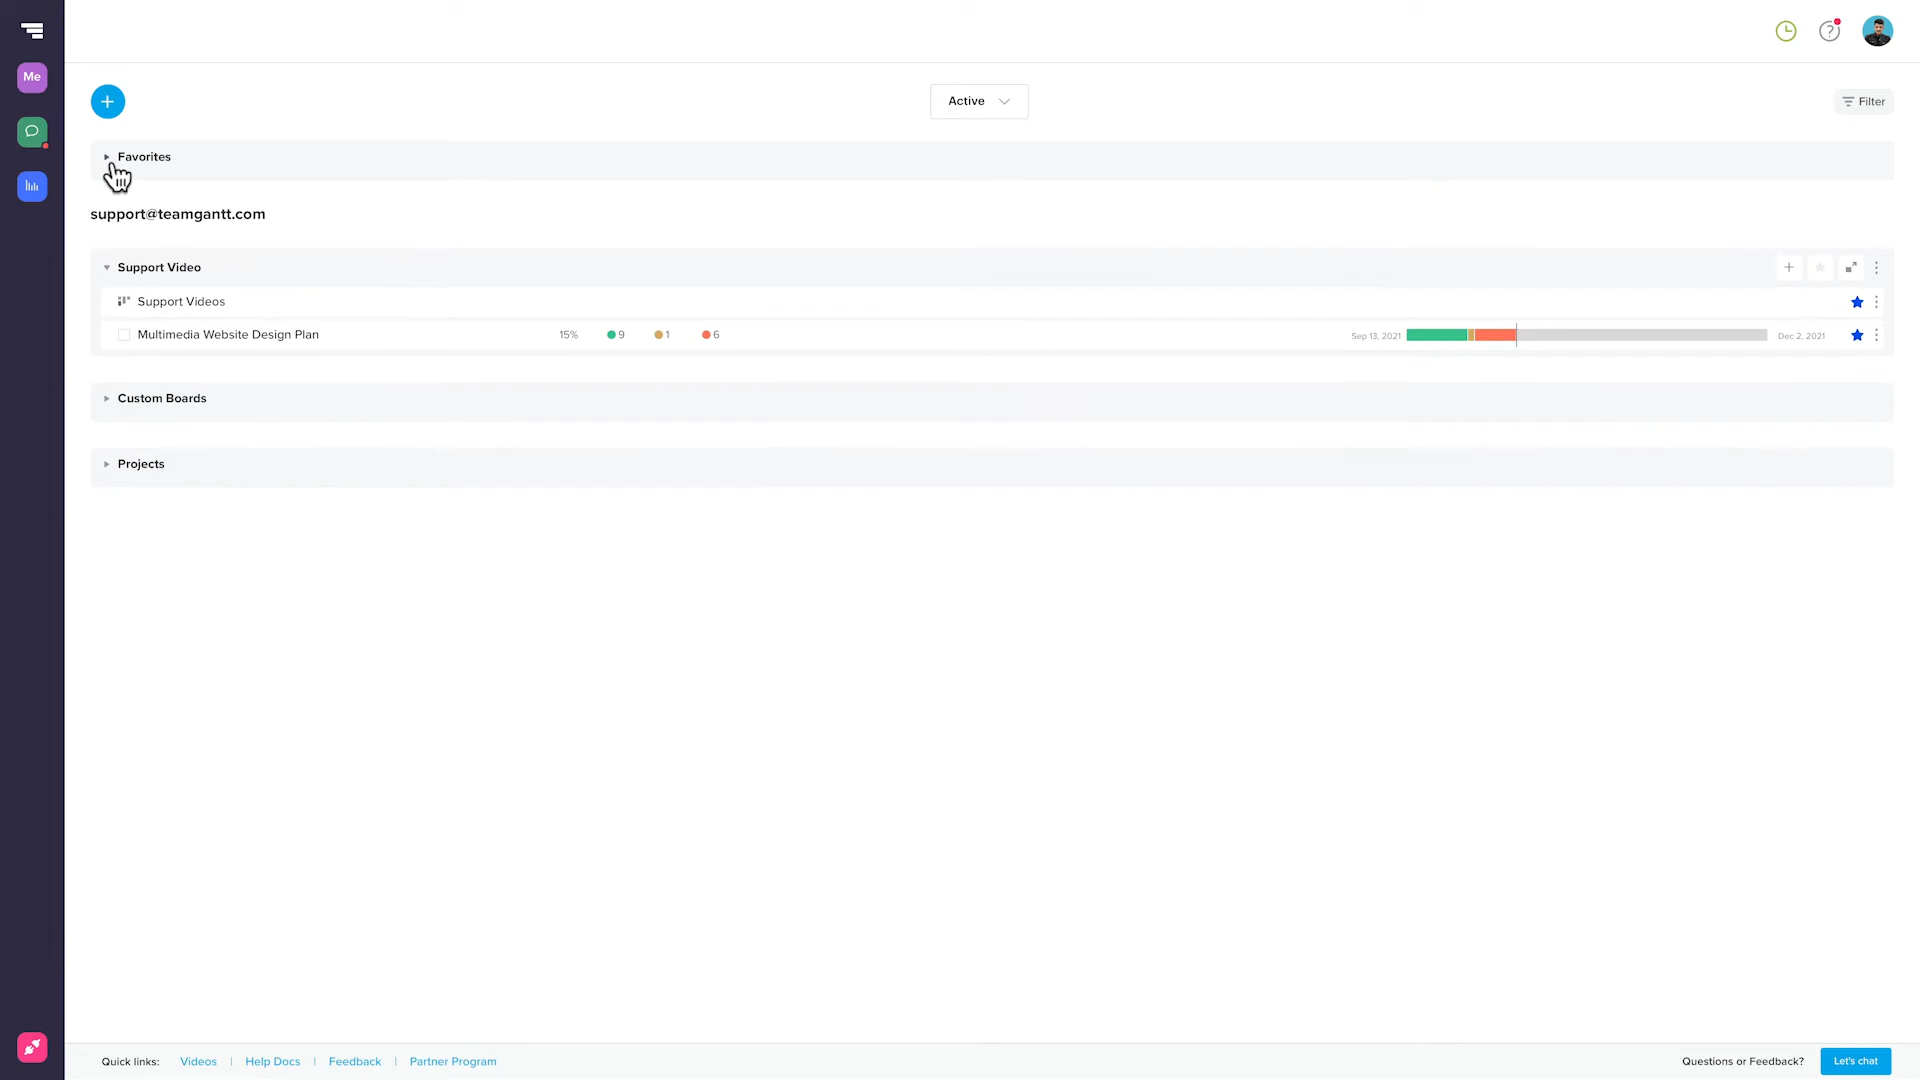 Me
Active
Filter
Favorites
support@teamgantt.com
Support Video
Support Videos
Multimedia Website Design Plan 15% 9 1 6 Sep 13, 2021 Dec 2, 2021
Custom Boards
Projects
Quick links: Videos | Help Docs | Feedback | Partner Program Questions or Feedback? Let's chat